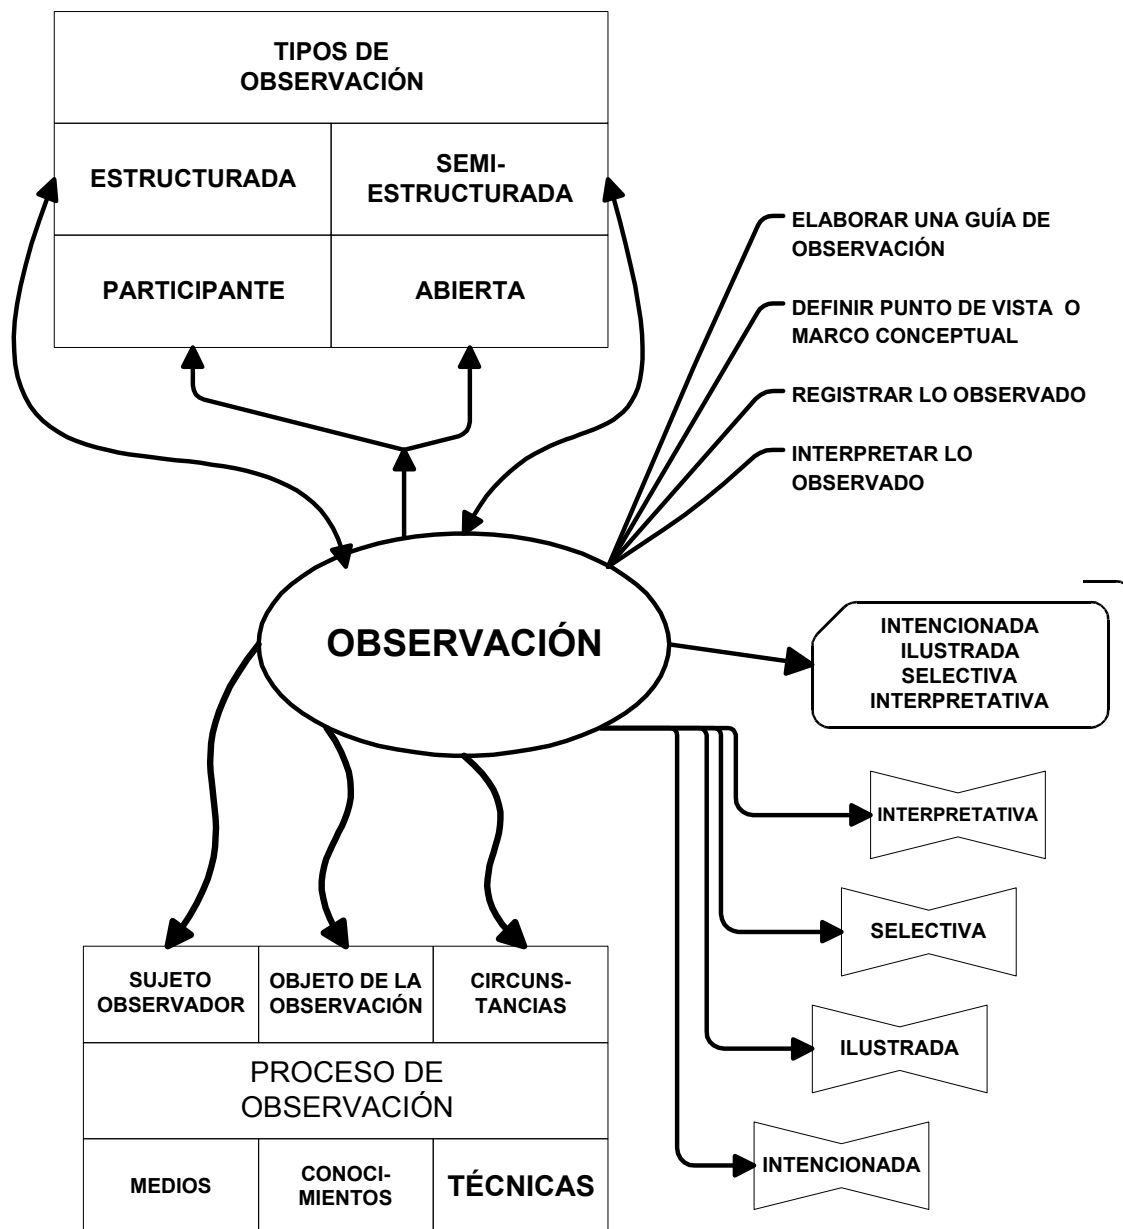 TIPOS DE
OBSERVACIÓN
ESTRUCTURADA
SEMI-
ESTRUCTURADA
PARTICIPANTE
ABIERTA
ELABORAR UNA GUÍA DE
OBSERVACIÓN
DEFINIR PUNTO DE VISTA O
MARCO CONCEPTUAL
REGISTRAR LO OBSERVADO
INTERPRETAR LO
OBSERVADO
OBSERVACIÓN
INTENCIONADA
ILUSTRADA
SELECTIVA
INTERPRETATIVA
INTERPRETATIVA
SELECTIVA
ILUSTRADA
INTENCIONADA
SUJETO
OBSERVADOR
OBJETO DE LA
OBSERVACIÓN
CIRCUNS-
TANCIAS
PROCESO DE
OBSERVACIÓN
MEDIOS
CONOCI-
MIENTOS
TÉCNICAS